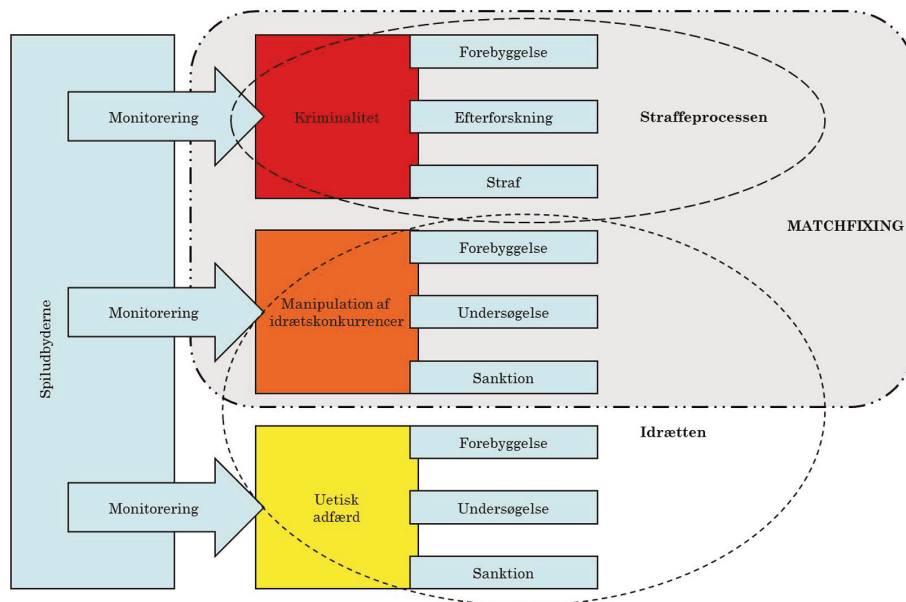 Spiludbyderne
Monitorering
Kriminalitet
Forebyggelse
Efterforskning
Straf
Straffeprocessen
MATCHFIXING
Monitorering
Manipulation af
idrætskonkurrencer
Forebyggelse
Undersøgelse
Sanktion
Idrætten
Monitorering
Uetisk
adfærd
Forebyggelse
Undersøgelse
Sanktion